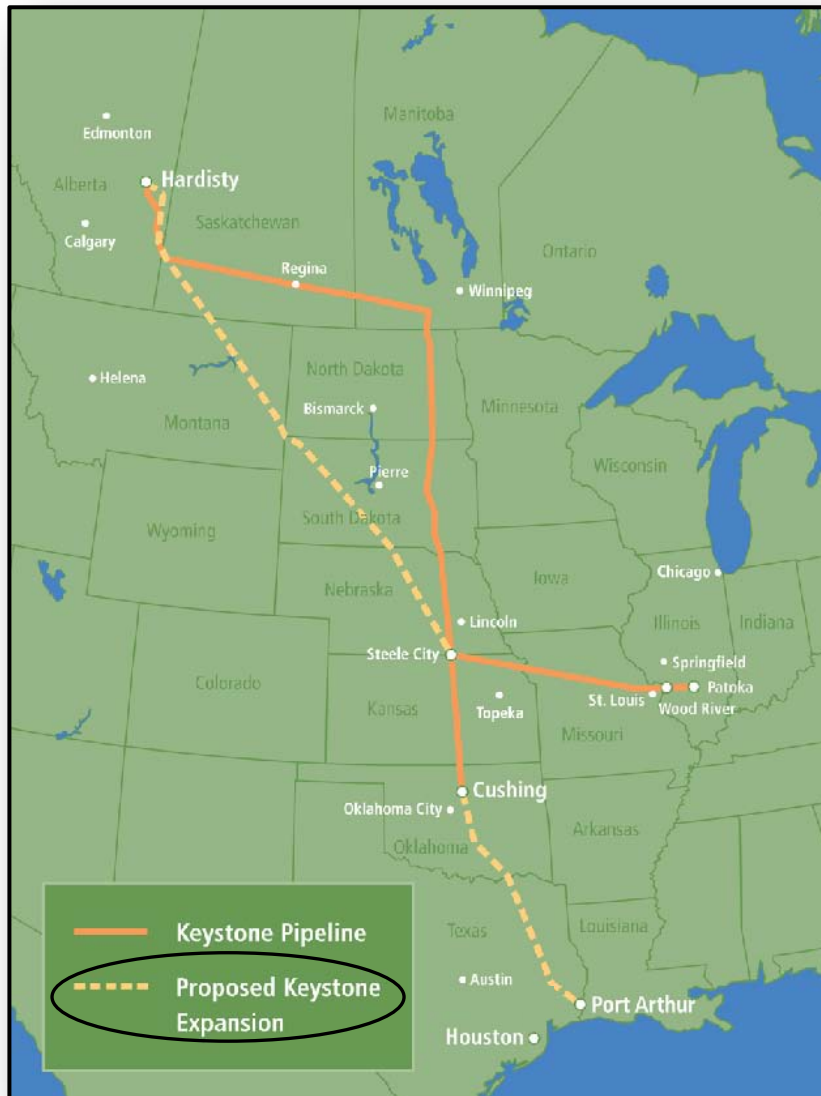 Edmonton
Manitoba
Alberta
Hardisty
Saskatchewan
Calgary
Ontario
Regina
Winnipeg
North Dakota
Helena
Minnesota
Bismarck
Montana
Wisconsin
Pierre
South Dakota
Wyoming
Chicago
Iowa
Nebraska
Illinois
Indiana
Lincoln
Steele City
Springfield
Colorado
Patoka
St. Louis
Kansas
Wood River
Topeka
Missouri
Cushing
Oklahoma City
Arkansas
Oklahoma
Keystone Pipeline
Texas
Louisiana
Austin
Proposed Keystone
Expansion
Port Arthur
Houston